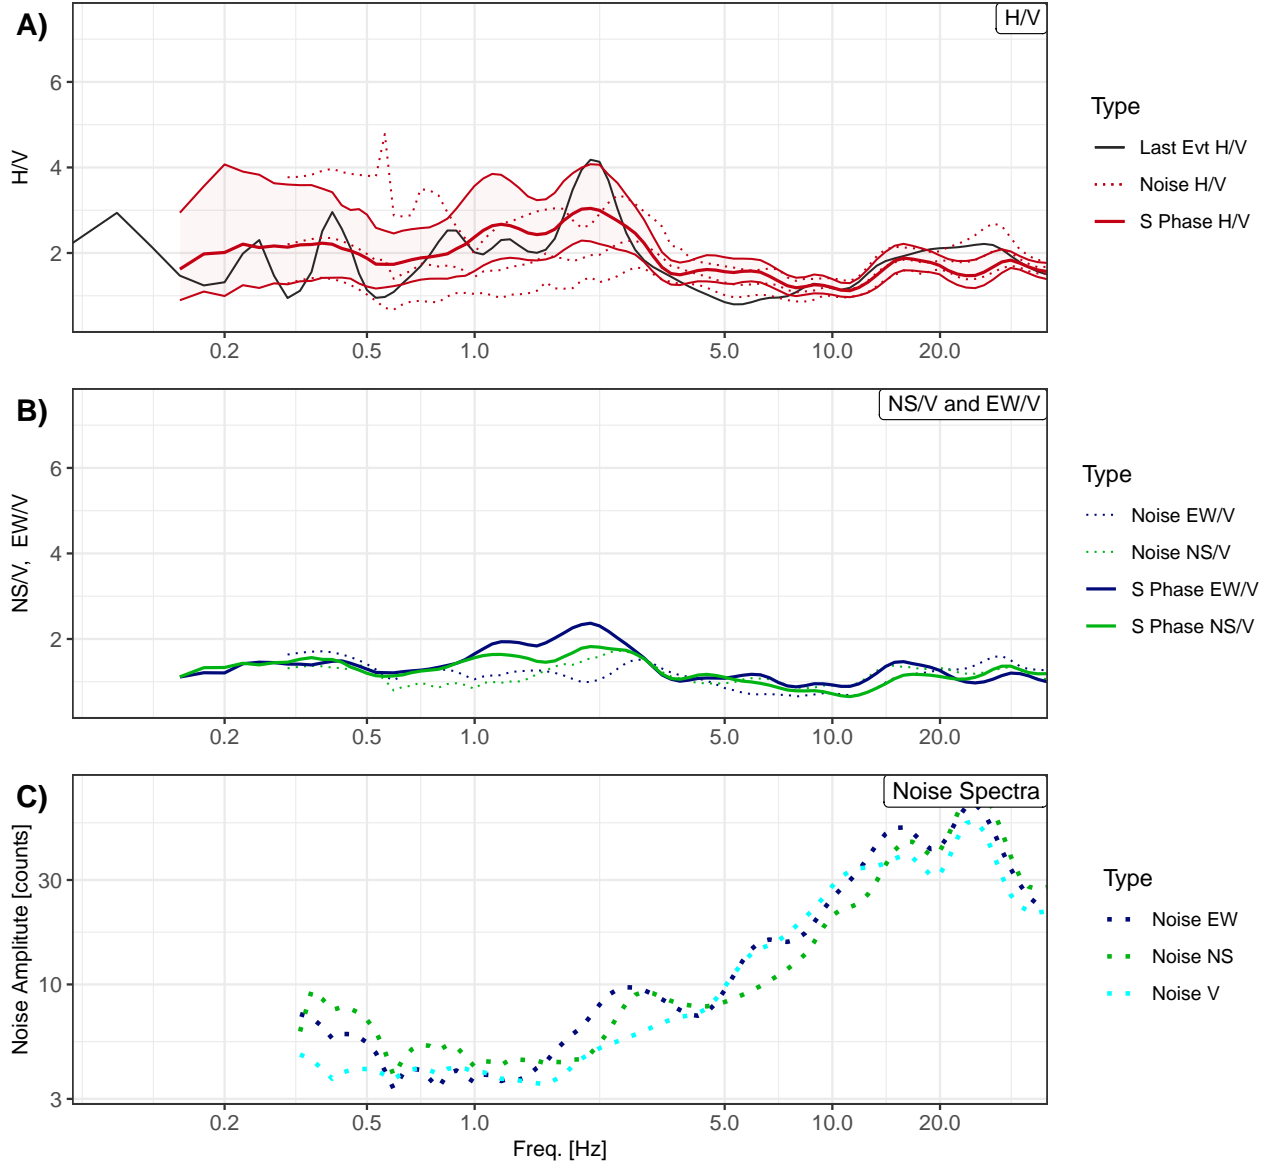 A)
H/V
H/V
6
4
2
0.2 0.5 1.0 5.0 10.0 20.0
Type
Last Evt H/V
Noise H/V
S Phase H/V
B)
NS/V and EW/V
NS/V, EW/V
6
4
2
0.2 0.5 1.0 5.0 10.0 20.0
Type
Noise EW/V
Noise NS/V
S Phase EW/V
S Phase NS/V
C)
Noise Spectra
Noise Amplitude [counts]
30
10
3
0.2 0.5 1.0 5.0 10.0 20.0
Freq. [Hz]
Type
Noise EW
Noise NS
Noise V